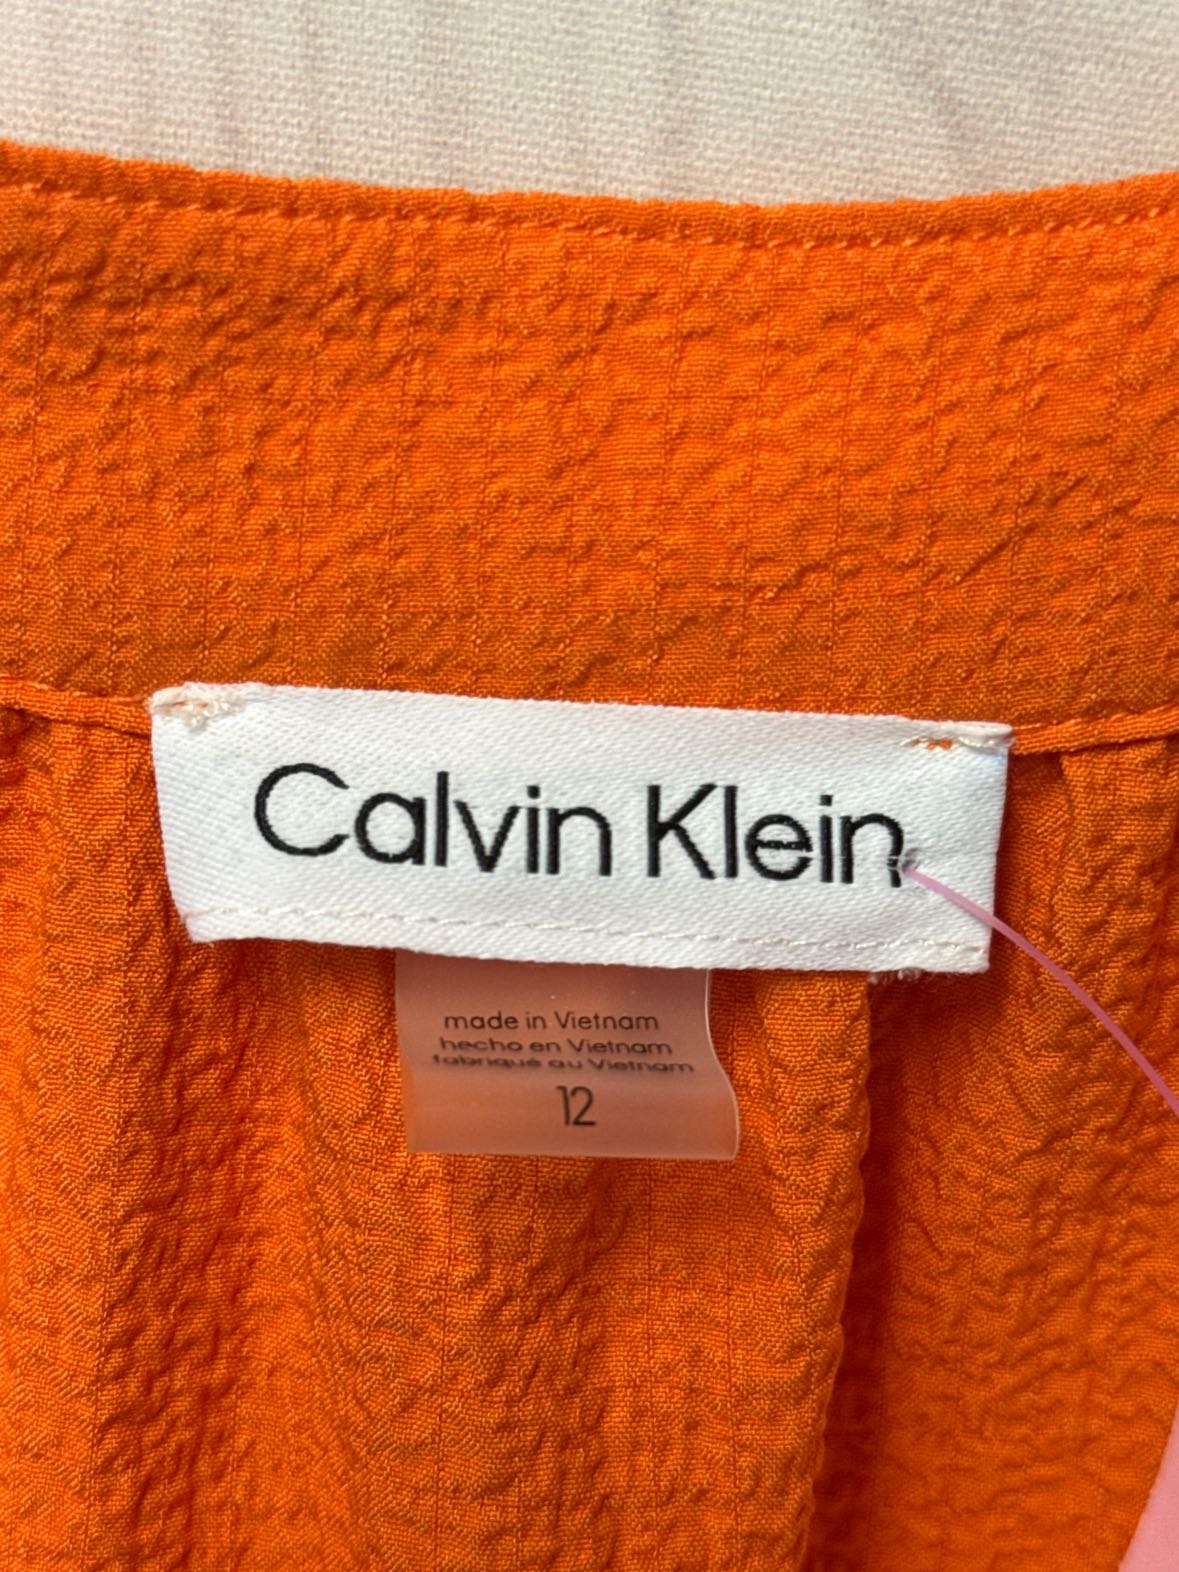 Calvin Klein
made in Vietnam
hecho en Vietnam
fabriqué au Vietnam
12